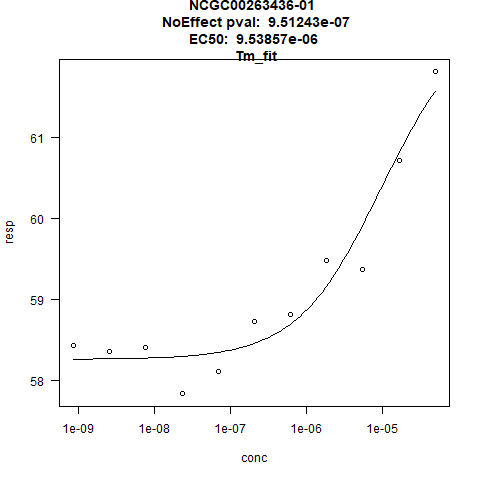 NCGC00263436-01
NoEffect pval: 9.51243e-07
EC50: 9.53857e-06
Tm_fit
61
60
59
58
resp
1e-09 1e-08 1e-07 1e-06 1e-05
conc